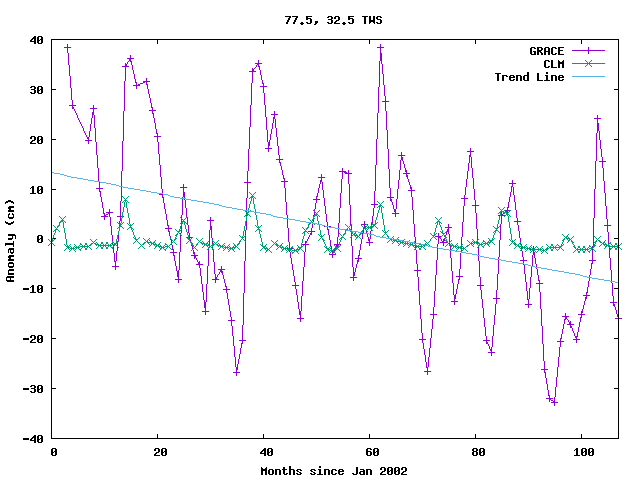 77.5, 32.5 TWS
GRACE
CLM
Trend Line
40
30
20
10
0
-10
-20
-30
-40
Anomaly (cm)
0 20 40 60 80 100
Months since Jan 2002